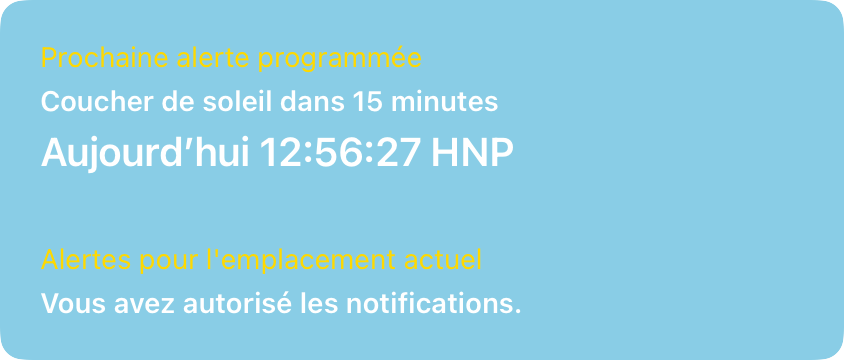 Prochaine alerte programmée
Coucher de soleil dans 15 minutes
Aujourd’hui 12:56:27 HNP
Alertes pour l'emplacement actuel
Vous avez autorisé les notifications.